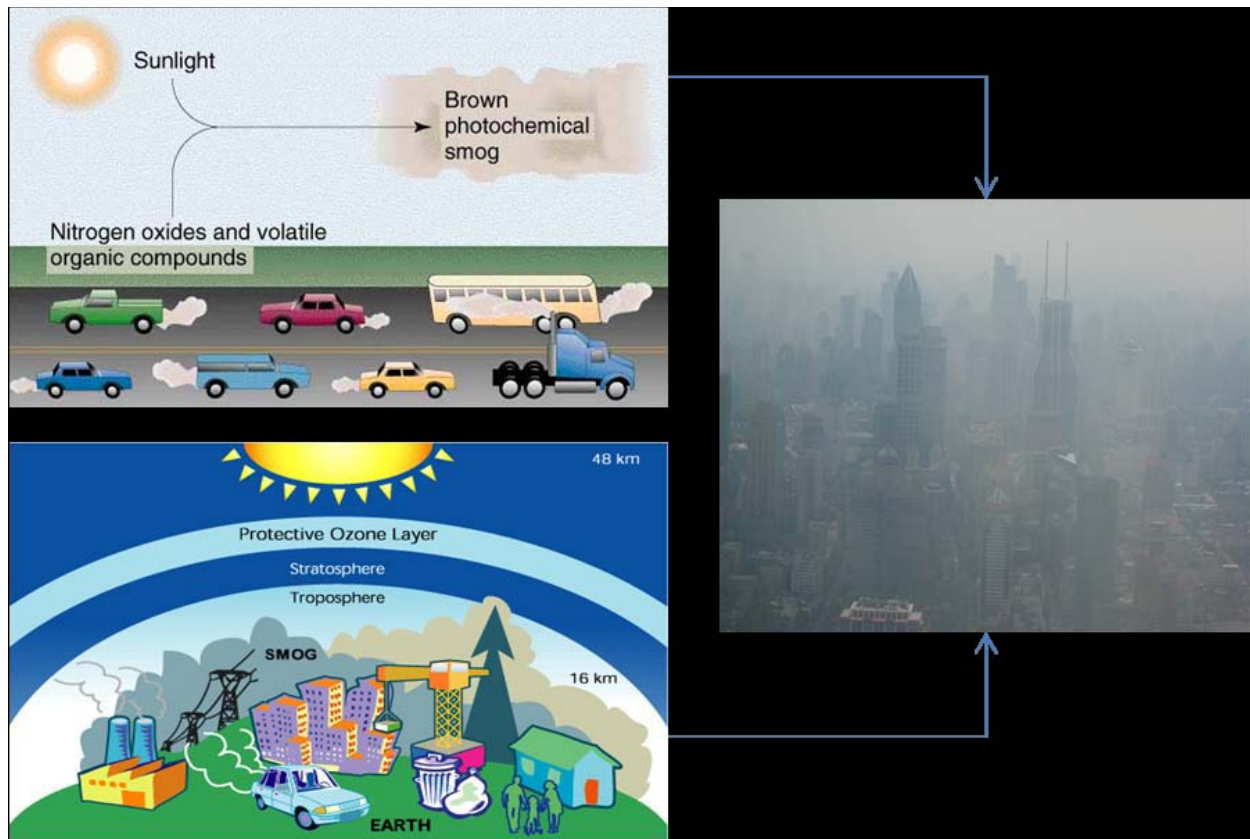 Sunlight
Brown
photochemical
smog
Nitrogen oxides and volatile
organic compounds
48 km
Protective Ozone Layer
Stratosphere
Troposphere
SMOG
16 km
EARTH